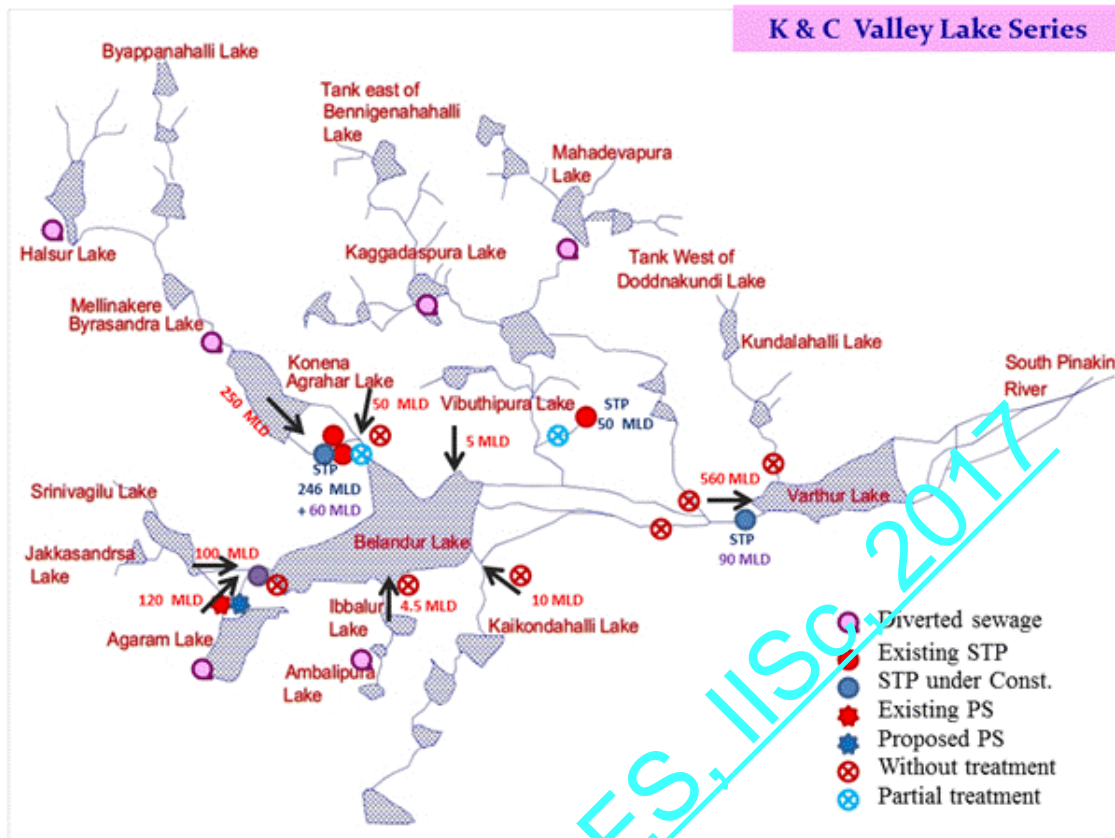 K & C Valley Lake Series
Byappanahalli Lake
Tank east of
Bennigenahahalli
Lake
Mahadevapura
Lake
Halsur Lake
Kaggadaspura Lake
Tank West of
Doddnakundi Lake
Mellinakere
Byrasandra Lake
Kundalahalli Lake
Konena
Agrahar Lake
South Pinakin
River
250 MLD
50 MLD
Vibuthipura Lake
STP
50 MLD
5 MLD
STP
246 MLD
+ 60 MLD
560 MLD
Varthur Lake
Srinivagilu Lake
STP
90 MLD
Belandur Lake
Jakkasandrsa
Lake
100 MLD
120 MLD
Ibbalur
Lake
4.5 MLD
10 MLD
Kaikondahalli Lake
Agaram Lake
Ambalipura
Lake
Diverted sewage
Existing STP
STP under Const.
Existing PS
Proposed PS
Without treatment
Partial treatment
ES, IISc, 2017